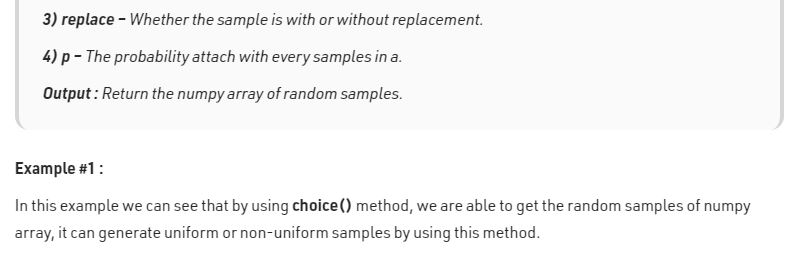 3) replace – Whether the sample is with or without replacement.
4) p – The probability attach with every samples in a.
Output : Return the numpy array of random samples.
Example #1 :
In this example we can see that by using choice() method, we are able to get the random samples of numpy
array, it can generate uniform or non-uniform samples by using this method.